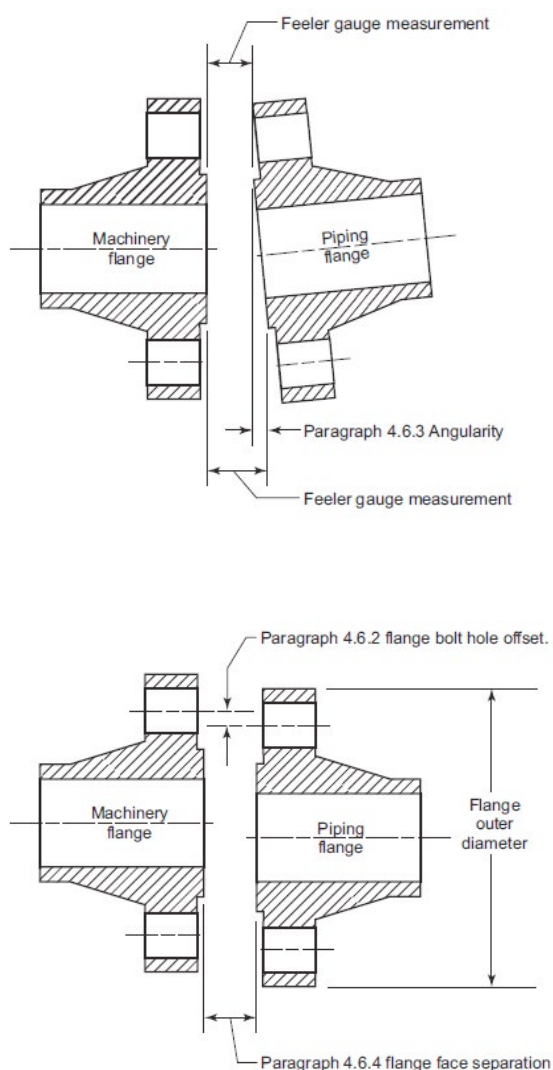 Feeler gauge measurement
Machinery
flange
Piping
flange
Paragraph 4.6.3 Angularity
Feeler gauge measurement
Paragraph 4.6.2 flange bolt hole offset.
Machinery
flange
Piping
flange
Flange
outer
diameter
Paragraph 4.6.4 flange face separation